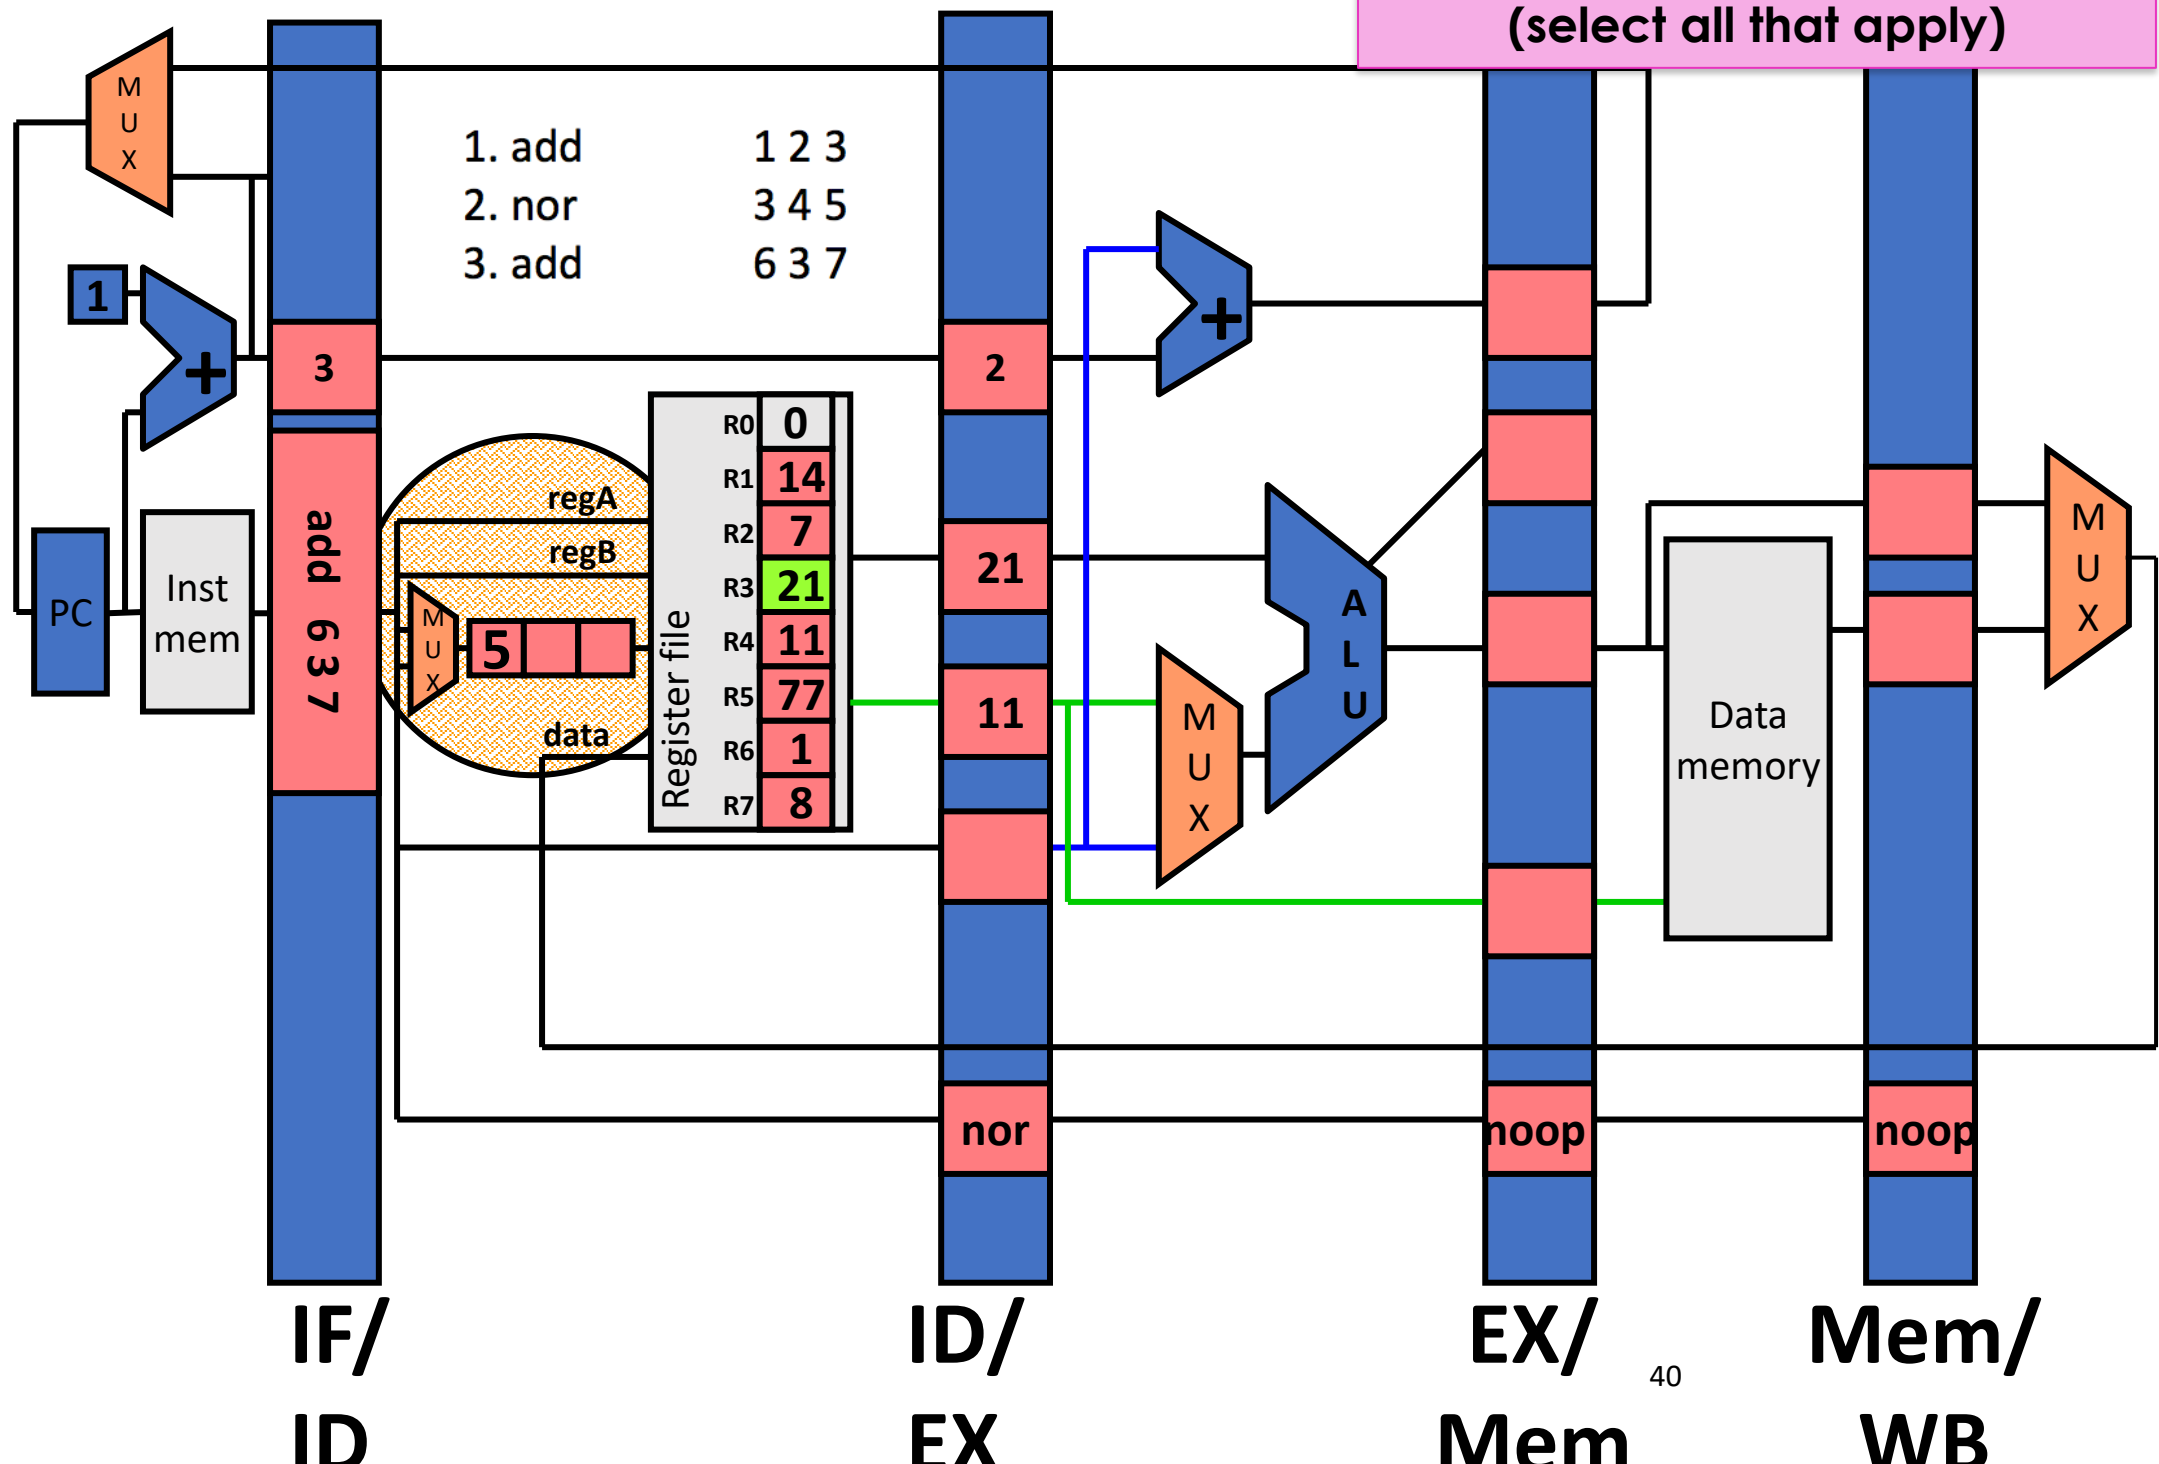 (select all that apply)
M
U
X
1. add 1 2 3
2. nor 3 4 5
3. add 6 3 7
1
+
3
2
+
R0 0
R1 14
R2 7
R3 21
R4 11
R5 77
R6 1
R7 8
Register file
regA
regB
M
U
X
5
data
PC
Inst
mem
add 6 3 7
21
11
M
U
X
A
L
U
Data
memory
M
U
X
nor
noop
noop
IF/
ID
ID/
EX
EX/
Mem
40
Mem/
WB